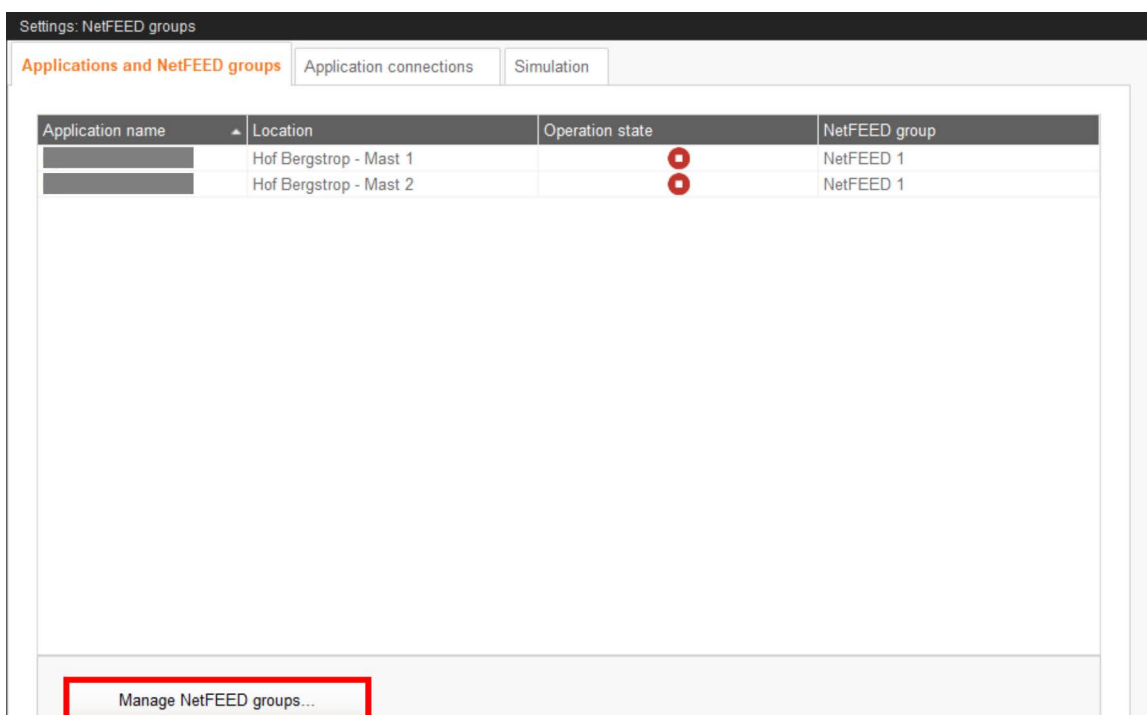 Settings: NetFEED groups
Applications and NetFEED groups Application connections Simulation
Application name Location Operation state NetFEED group
Hof Bergstrop - Mast 1 NetFEED 1
Hof Bergstrop - Mast 2 NetFEED 1
Manage NetFEED groups...